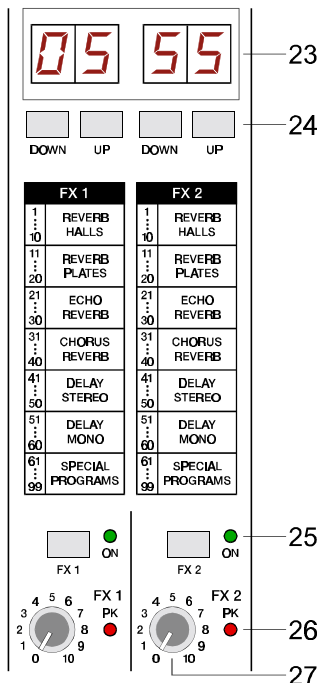 05 55
23
24
DOWN UP DOWN UP
FX 1 FX 2
1 10 REVERB HALLS 1 10 REVERB HALLS
11 20 REVERB PLATES 11 20 REVERB PLATES
21 30 ECHO REVERB 21 30 ECHO REVERB
31 40 CHORUS REVERB 31 40 CHORUS REVERB
41 50 DELAY STEREO 41 50 DELAY STEREO
51 60 DELAY MONO 51 60 DELAY MONO
61 99 SPECIAL PROGRAMS 61 99 SPECIAL PROGRAMS
25
ON ON
FX 1 FX 2
FX 1 FX 2
PK PK
26
0 1 2 3 4 5 6 7 8 9 10
0 1 2 3 4 5 6 7 8 9 10
27